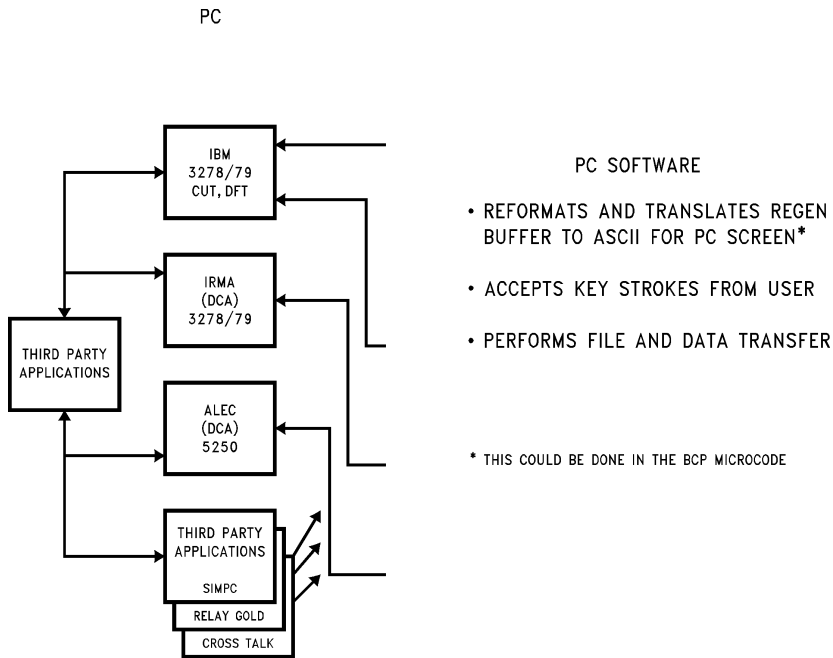 PC
IBM
3278/79
CUT, DFT
IRMA
(DCA)
3278/79
THIRD PARTY
APPLICATIONS
ALEC
(DCA)
5250
THIRD PARTY
APPLICATIONS
SIMPC
RELAY GOLD
CROSS TALK
PC SOFTWARE
• REFORMATS AND TRANSLATES REGEN
BUFFER TO ASCII FOR PC SCREEN*
• ACCEPTS KEY STROKES FROM USER
• PERFORMS FILE AND DATA TRANSFER
* THIS COULD BE DONE IN THE BCP MICROCODE